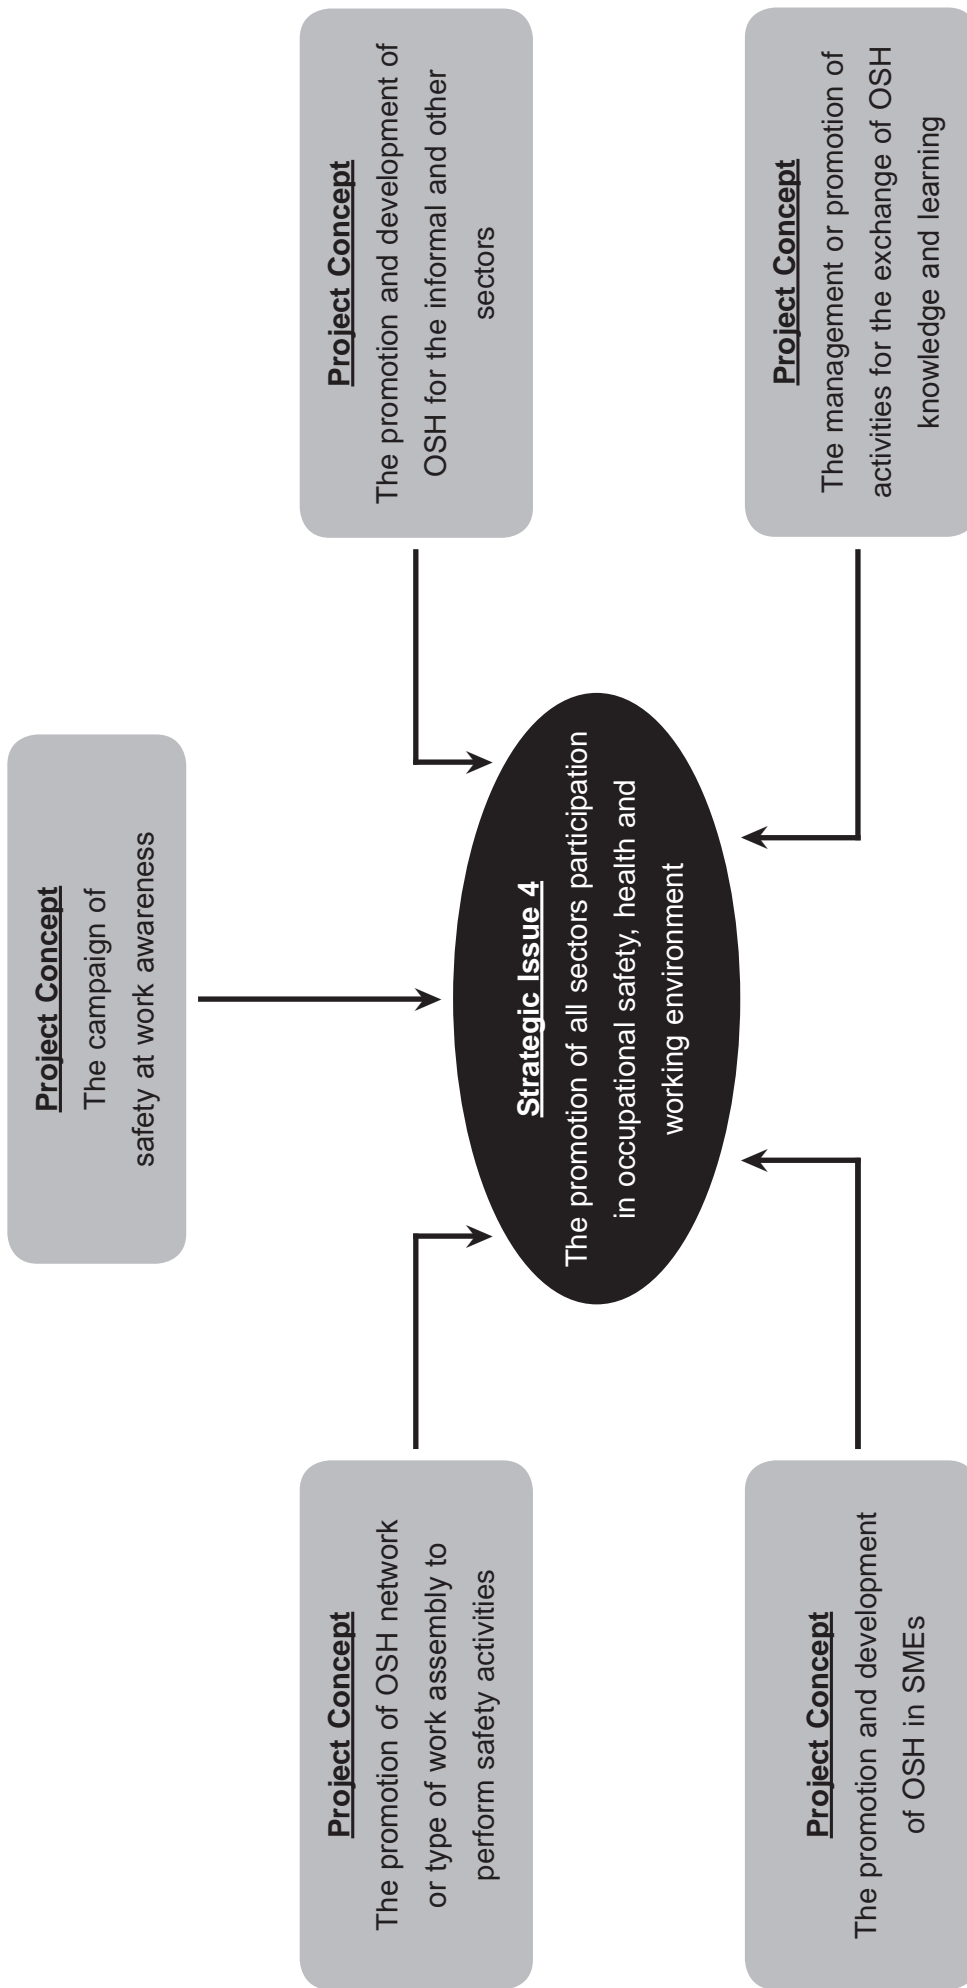 Project Concept
The campaign of
safety at work awareness
Project Concept
The promotion of OSH network
or type of work assembly to
perform safety activities
Project Concept
The promotion and development of
OSH for the informal and other
sectors
Strategic Issue 4
The promotion of all sectors participation
in occupational safety, health and
working environment
Project Concept
The promotion and development
of OSH in SMEs
Project Concept
The management or promotion of
activities for the exchange of OSH
knowledge and learning